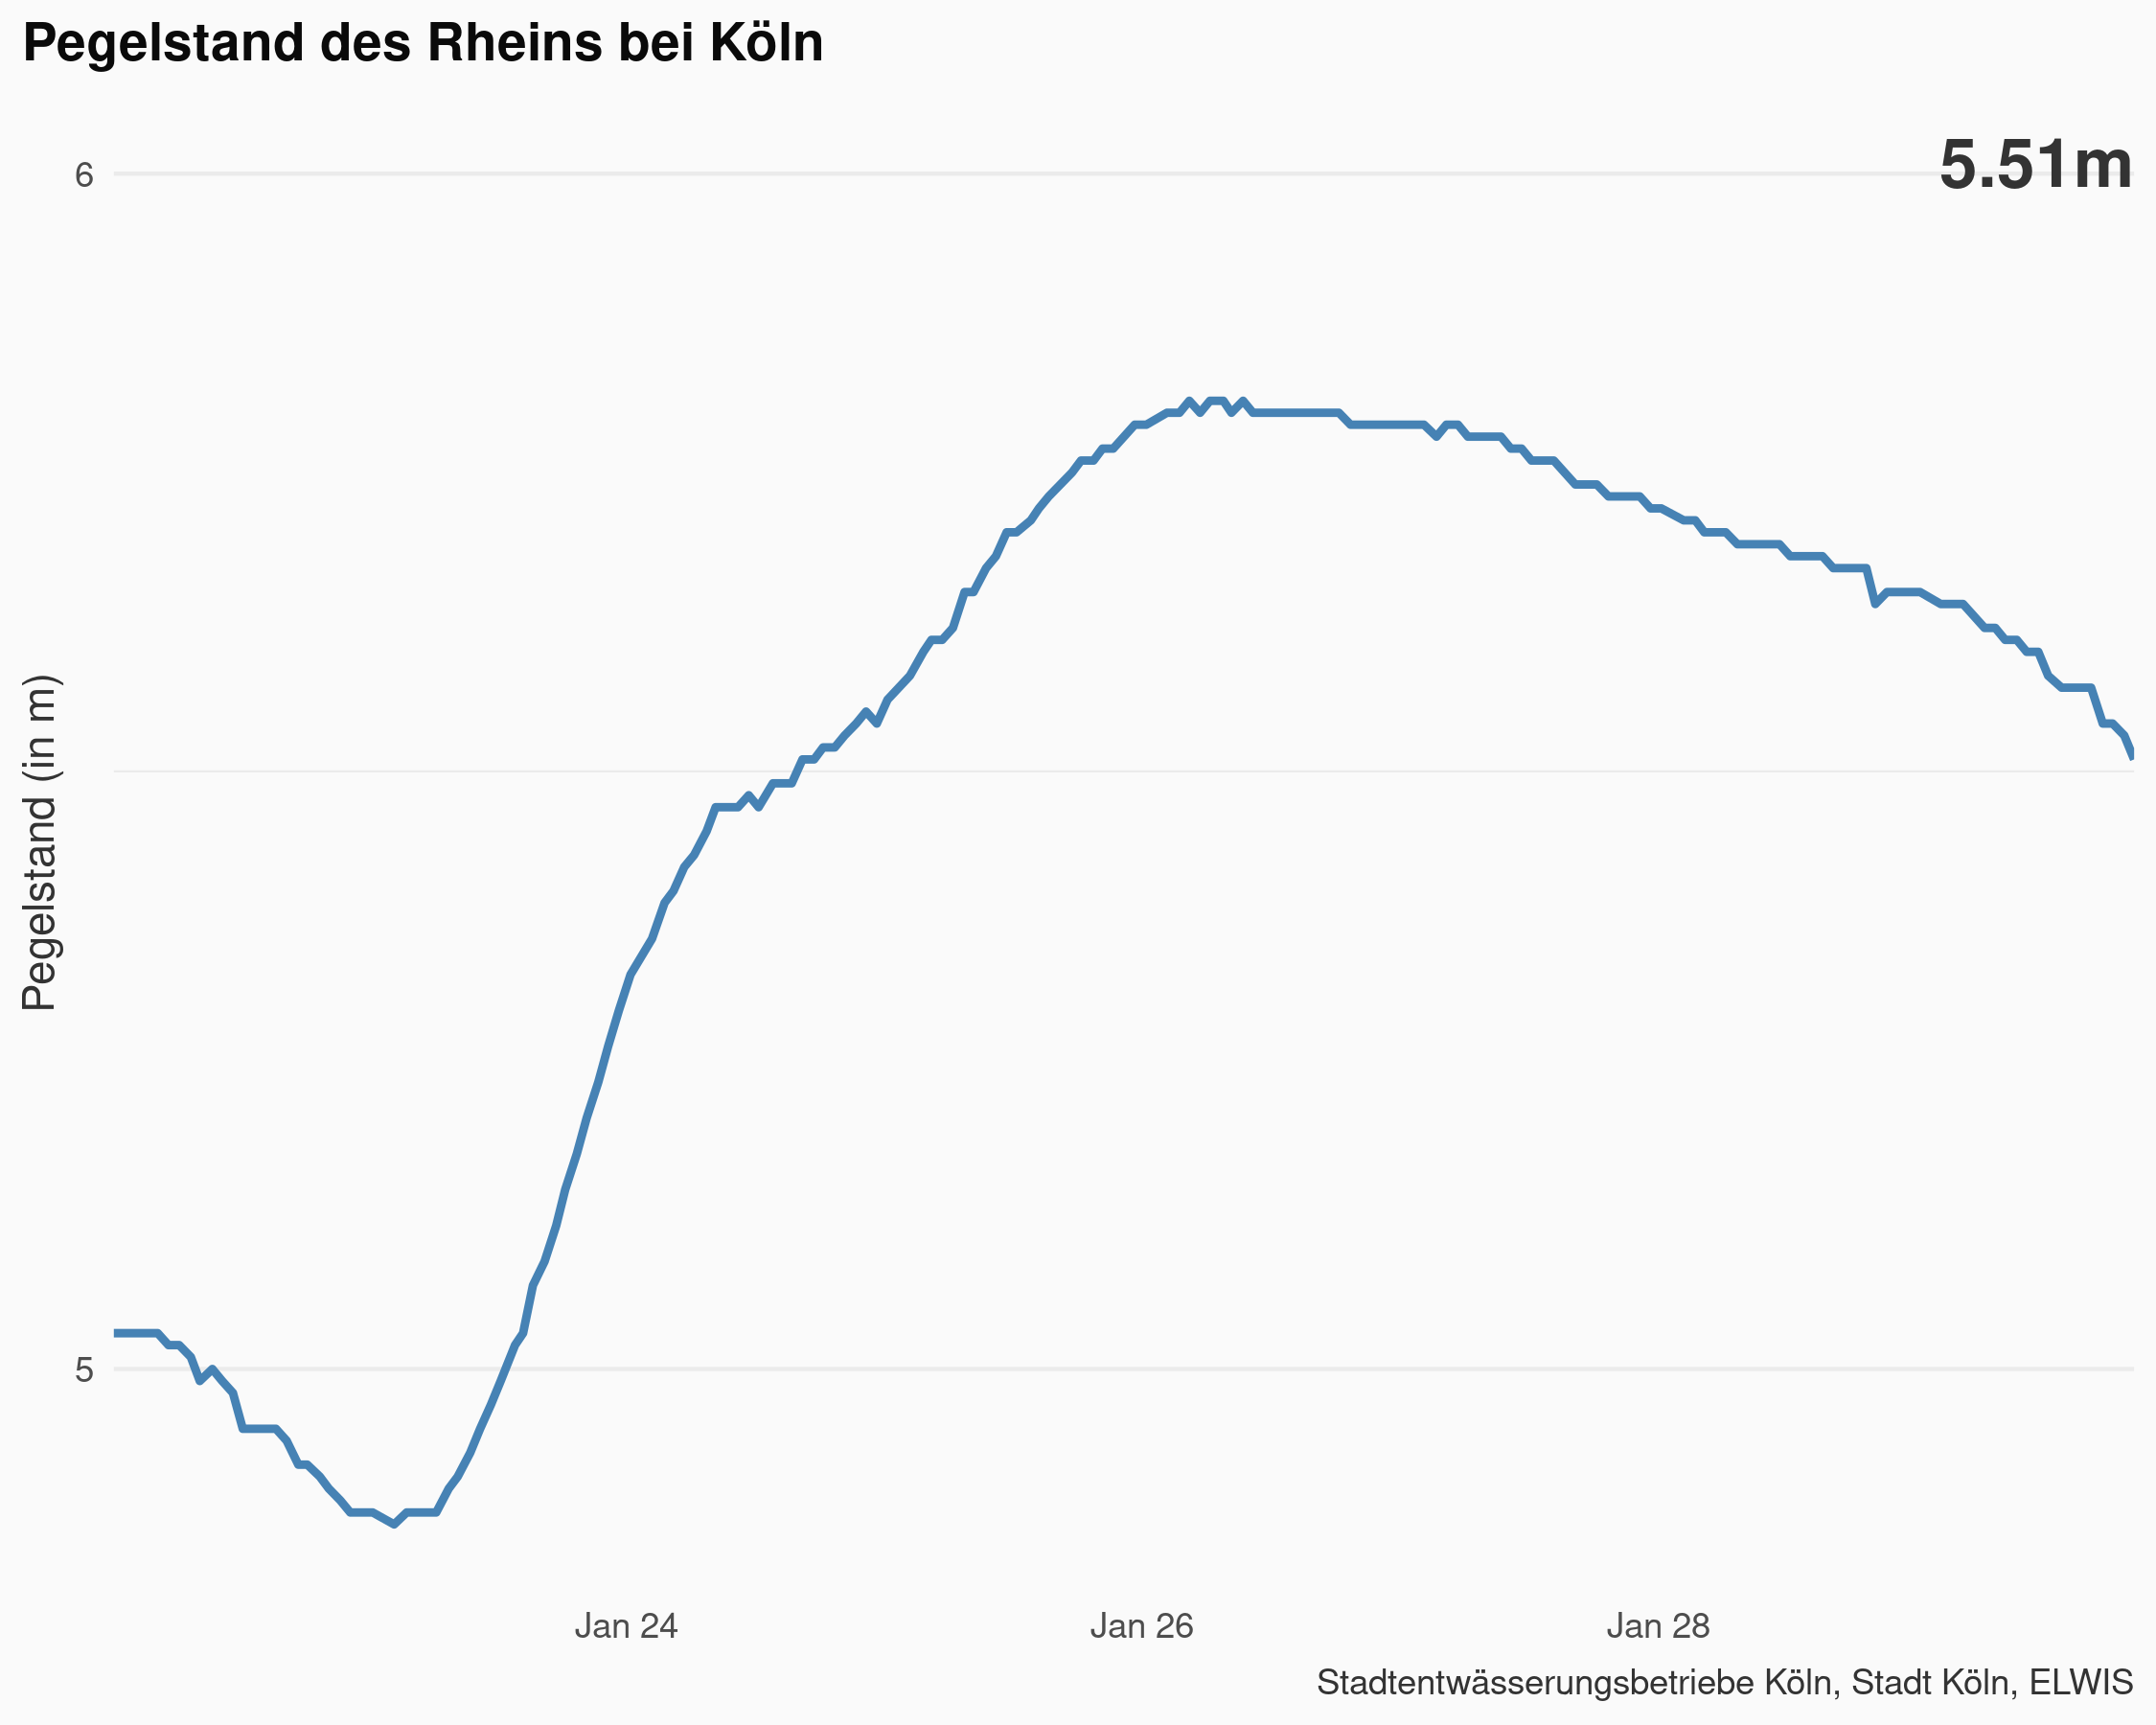 Pegelstand des Rheins bei Köln
5.51m
6
Pegelstand (in m)
5
Jan 24
Jan 26
Jan 28
Stadtentwässerungsbetriebe Köln, Stadt Köln, ELWIS